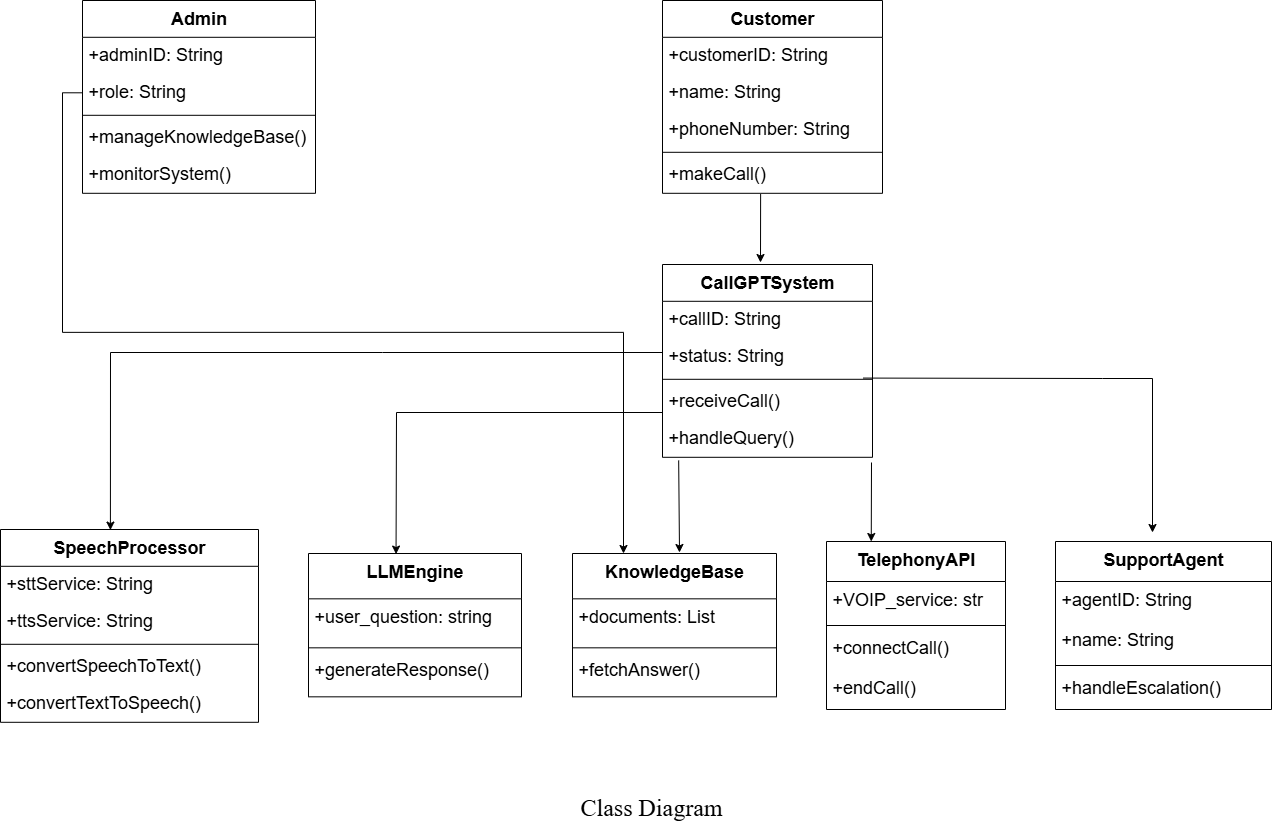 Admin
+adminID: String
+role: String
+manageKnowledgeBase()
+monitorSystem()
Customer
+customerID: String
+name: String
+phoneNumber: String
+makeCall()
CallGPTSystem
+callID: String
+status: String
+receiveCall()
+handleQuery()
SpeechProcessor
+sttService: String
+ttsService: String
+convertSpeechToText()
+convertTextToSpeech()
LLMEngine
+user_question: string
+generateResponse()
KnowledgeBase
+documents: List
+fetchAnswer()
TelephonyAPI
+VOIP_service: str
+connectCall()
+endCall()
SupportAgent
+agentID: String
+name: String
+handleEscalation()
Class Diagram